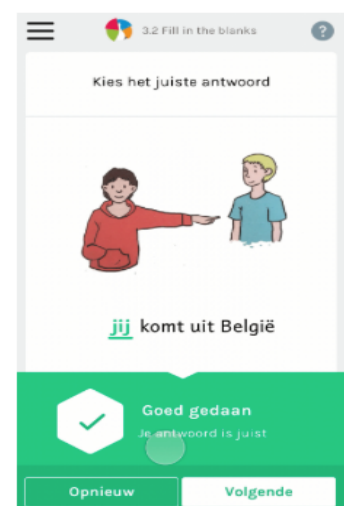 3.2 Fill in the blanks
?
Kies het juiste antwoord
jij komt uit België
Goed gedaan
Je antwoord is juist
Opnieuw
Volgende